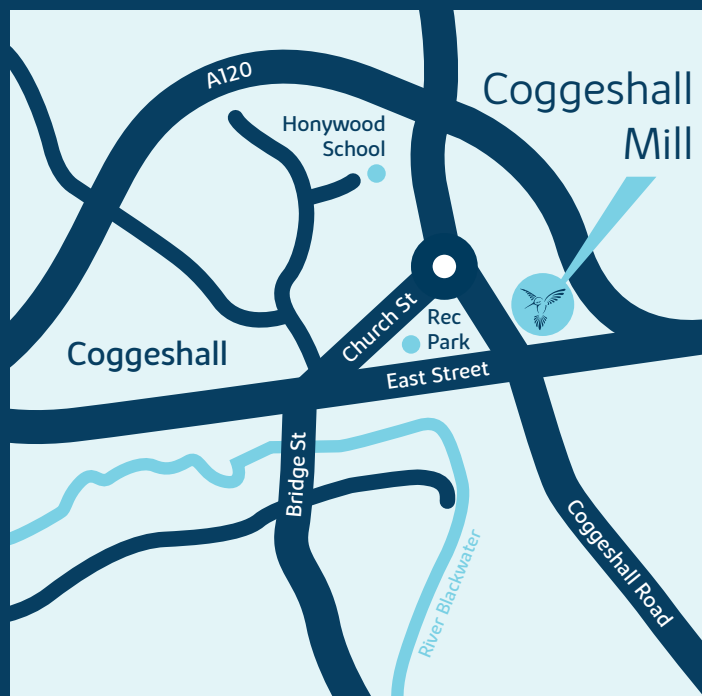 A120
Coggeshall
Mill
Honywood
School
Church St
Rec
Park
Coggeshall
East Street
Bridge St
Coggeshall Road
River Blackwater